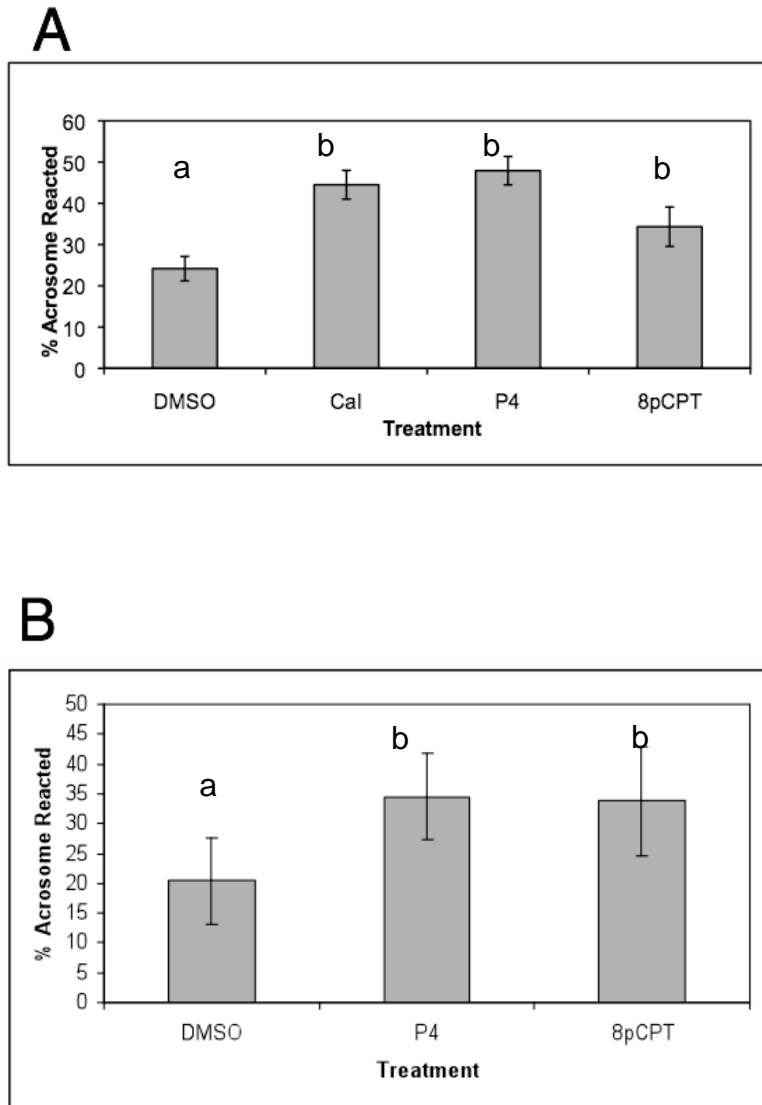 A
60
50
40
30
20
10
0
% Acrosome Reacted
a
b
b
b
DMSO Cal P4 8pCPT
Treatment
B
50
45
40
35
30
25
20
15
10
5
0
% Acrosome Reacted
a
b
b
DMSO P4 8pCPT
Treatment